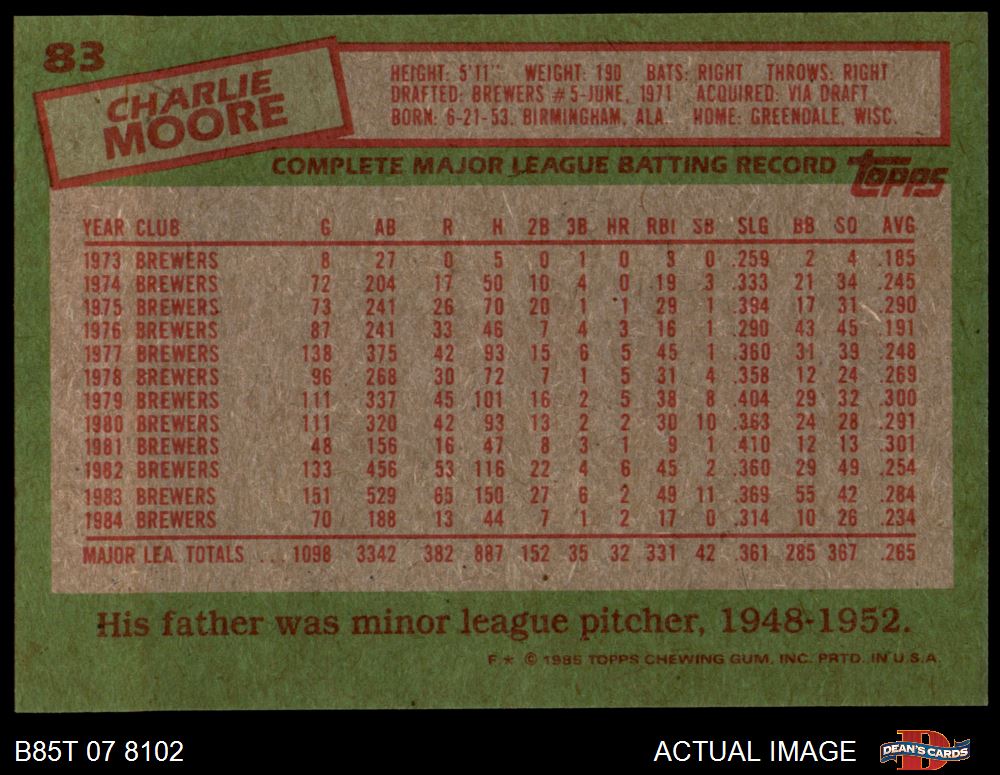 83
CHARLIE
MOORE
HEIGHT: 5'11" WEIGHT: 190 BATS: RIGHT THROWS: RIGHT
DRAFTED: BREWERS #5-JUNE, 1971 ACQUIRED: VIA DRAFT
BORN: 6-21-53, BIRMINGHAM, ALA. HOME: GREENDALE, WISC.
COMPLETE MAJOR LEAGUE BATTING RECORD
TOPPS
YEAR CLUB G AB R H 2B 3B HR RBI SB SLG BB SO AVG
1973 BREWERS 8 27 0 5 0 1 0 3 0 .259 2 4 .185
1974 BREWERS 72 204 17 50 10 4 0 19 3 .333 21 34 .245
1975 BREWERS 73 241 26 70 20 1 1 29 1 .394 17 31 .290
1976 BREWERS 87 241 33 46 7 4 3 16 1 .290 43 45 .191
1977 BREWERS 138 375 42 93 15 6 5 45 1 .360 31 39 .248
1978 BREWERS 96 268 30 72 7 1 5 31 4 .358 12 24 .269
1979 BREWERS 111 337 45 101 16 2 5 38 8 .404 29 32 .300
1980 BREWERS 111 320 42 93 13 2 2 30 10 .363 24 28 .291
1981 BREWERS 48 156 16 47 8 3 1 9 1 .410 12 13 .301
1982 BREWERS 133 456 53 116 22 4 6 45 2 .360 29 49 .254
1983 BREWERS 151 529 65 150 27 6 2 49 11 .369 55 42 .284
1984 BREWERS 70 188 13 44 7 1 2 17 0 .314 10 26 .234
MAJOR LEA. TOTALS ... 1098 3342 382 887 152 35 32 331 42 .361 285 367 .265
His father was minor league pitcher, 1948-1952.
F * © 1985 TOPPS CHEWING GUM, INC. PRTD. IN U.S.A.
B85T 07 8102
ACTUAL IMAGE
D
DEAN'S CARDS